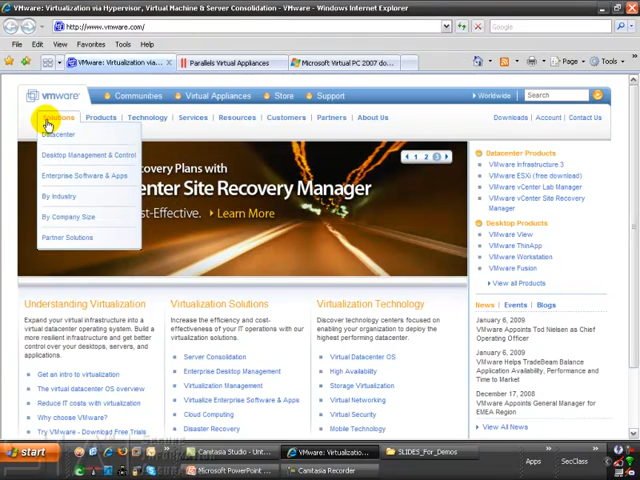 VMware: Virtualization via Hypervisor, Virtual Machine & Server Consolidation - VMware - Windows Internet Explorer
http://www.vmware.com/
Google
File Edit View Favorites Tools Help
VMware: Virtualization via...
Parallels Virtual Appliances
Microsoft Virtual PC 2007 do...
Page Tools
vmware
Communities Virtual Appliances Store Support
Worldwide
Search
Solutions Products Technology Services Resources Customers Partners About Us
Downloads Account Contact Us
Datacenter
Desktop Management & Control
Enterprise Software & Apps
By Industry
By Company Size
Partner Solutions
covery Plans with
enter Site Recovery Manager
st-Effective. Learn More
1 2 3
Datacenter Products
VMware Infrastructure 3
VMware ESXi (free download)
VMware vCenter Lab Manager
VMware vCenter Site Recovery
Manager
Desktop Products
VMware View
VMware ThinApp
VMware Workstation
VMware Fusion
View all Products
Understanding Virtualization
Expand your virtual infrastructure into a
virtual datacenter operating system. Build a
more resilient infrastructure and get better
control over your desktops, servers, and
applications.
Get an intro to virtualization
The virtual datacenter OS overview
Reduce IT costs with virtualization
Why choose VMware?
Try VMware - Download Free Trials
Virtualization Solutions
Increase the efficiency and cost-
effectiveness of your IT operations with our
virtualization solutions.
Server Consolidation
Enterprise Desktop Management
Virtualization Management
Virtualize Enterprise Software & Apps
Cloud Computing
Disaster Recovery
Virtualization Technology
Discover technology centers focused on
enabling your organization to deploy the
highest performing datacenter.
Virtual Datacenter OS
High Availability
Storage Virtualization
Virtual Networking
Virtual Security
Mobile Technology
News Events Blogs
January 6, 2009
VMware Appoints Tod Nielsen as Chief
Operating Officer
January 6, 2009
VMware Helps TradeBeam Balance
Application Availability, Performance and
Time to Market
December 17, 2008
VMware Appoints General Manager for
EMEA Region
View All News
start
Camtasia Studio - Unt...
VMware: Virtualizatio...
SLIDES_For_Demos
Microsoft PowerPoint ...
Camtasia Recorder
Apps
SecClass